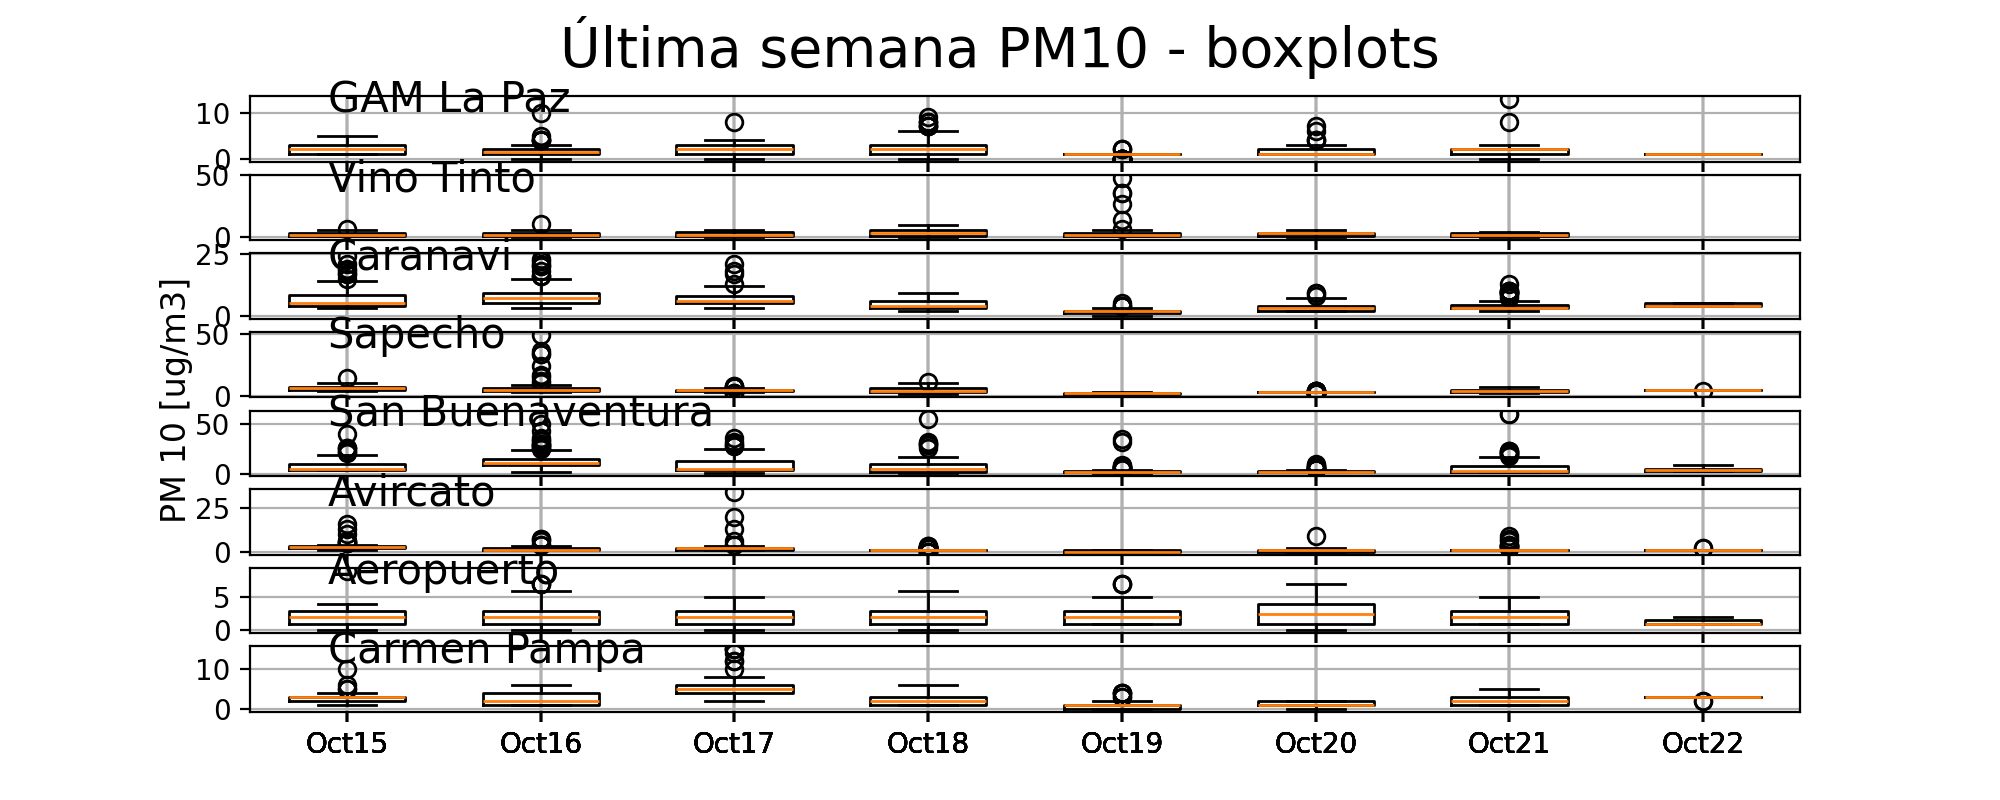 Última semana PM10 - boxplots
GAM La Paz
10
0
Vino Tinto
50
0
Caranavi
25
0
Sapecho
50
0
San Buenaventura
50
0
Avircato
25
0
Aeropuerto
5
0
Carmen Pampa
10
0
PM 10 [ug/m3]
Oct15 Oct16 Oct17 Oct18 Oct19 Oct20 Oct21 Oct22